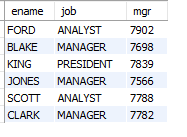 ename job mgr
FORD ANALYST 7902
BLAKE MANAGER 7698
KING PRESIDENT 7839
JONES MANAGER 7566
SCOTT ANALYST 7788
CLARK MANAGER 7782